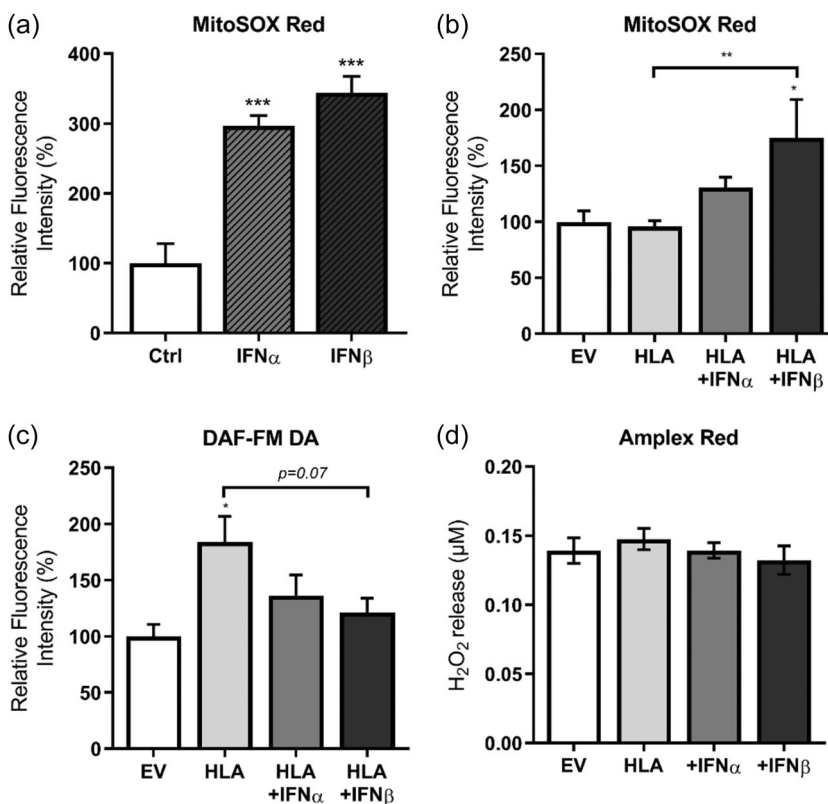 (a)
MitoSOX Red
Relative Fluorescence
Intensity (%)
400
300
200
100
0
***
***
Ctrl
IFNα
IFNβ
(b)
MitoSOX Red
Relative Fluorescence
Intensity (%)
250
200
150
100
50
0
**
*
EV
HLA
HLA
+IFNα
HLA
+IFNβ
(c)
DAF-FM DA
Relative Fluorescence
Intensity (%)
250
200
150
100
50
0
p=0.07
*
EV
HLA
HLA
+IFNα
HLA
+IFNβ
(d)
Amplex Red
H₂O₂ release (µM)
0.20
0.15
0.10
0.05
0.00
EV
HLA
+IFNα
+IFNβ